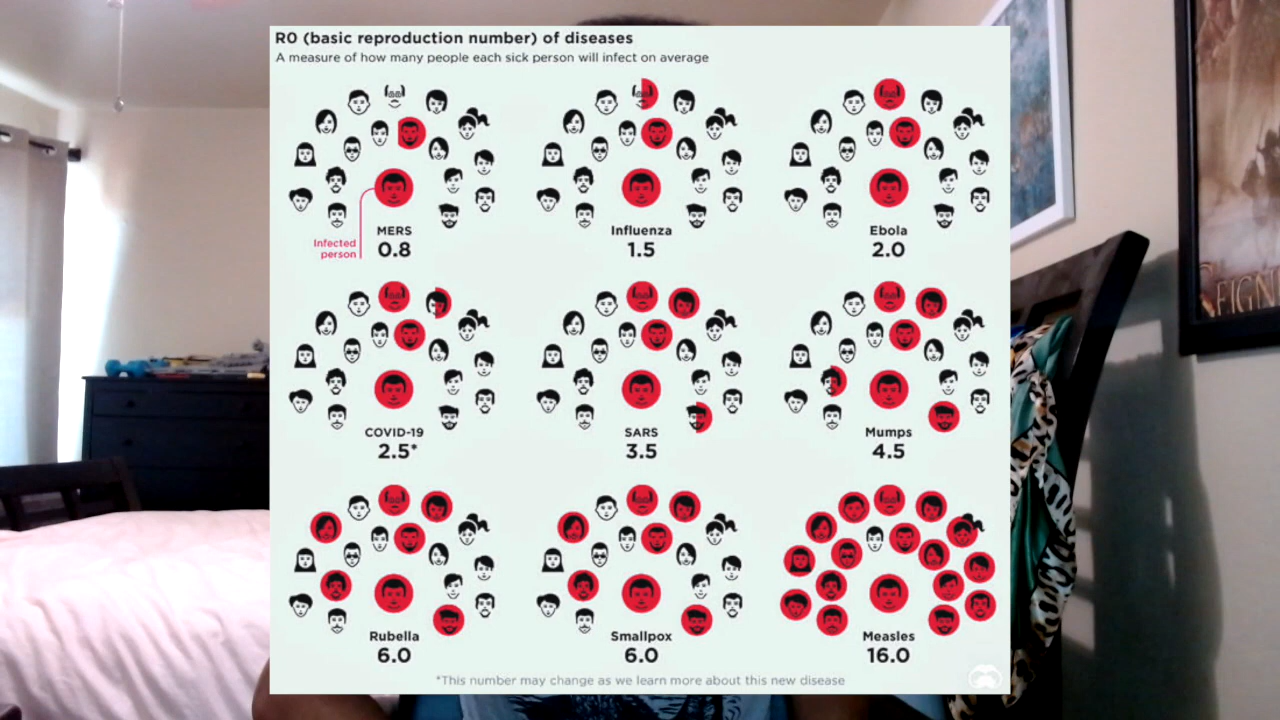 R0 (basic reproduction number) of diseases
A measure of how many people each sick person will infect on average
Infected
person
MERS
0.8
Influenza
1.5
Ebola
2.0
COVID-19
2.5*
SARS
3.5
Mumps
4.5
Rubella
6.0
Smallpox
6.0
Measles
16.0
*This number may change as we learn more about this new disease